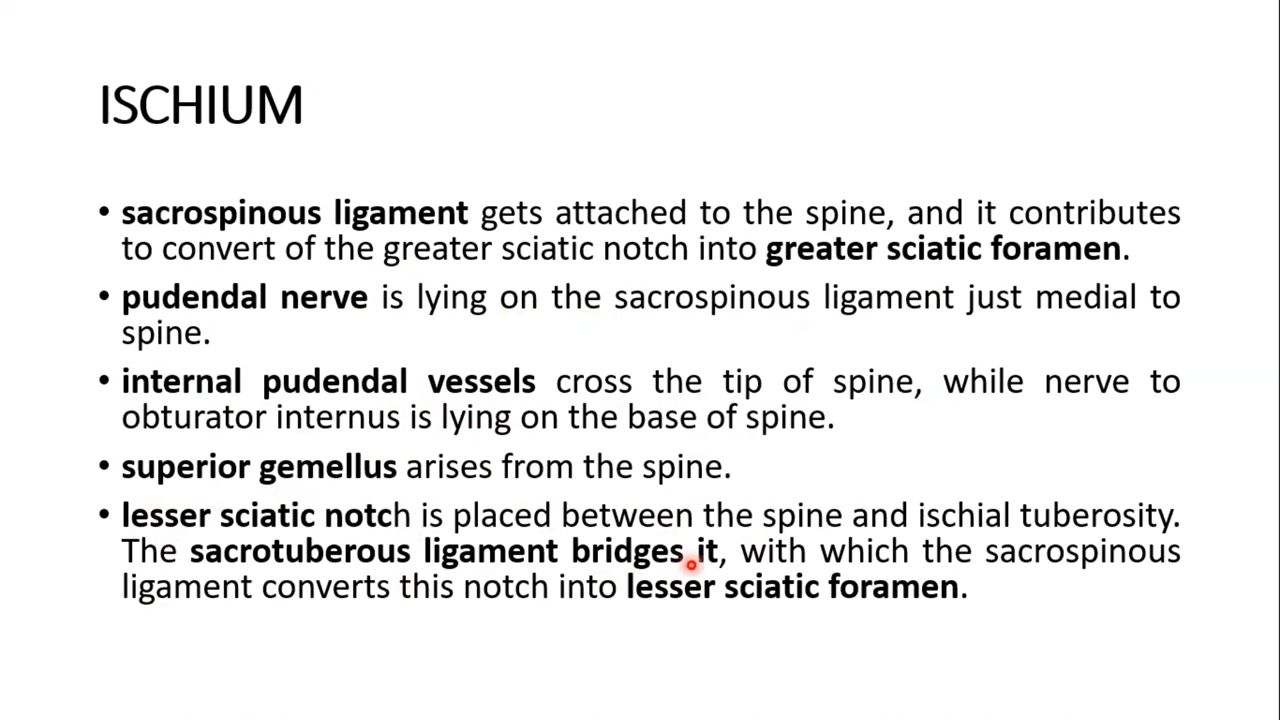 ISCHIUM
• sacrospinous ligament gets attached to the spine, and it contributes
to convert of the greater sciatic notch into greater sciatic foramen.
• pudendal nerve is lying on the sacrospinous ligament just medial to
spine.
• internal pudendal vessels cross the tip of spine, while nerve to
obturator internus is lying on the base of spine.
• superior gemellus arises from the spine.
• lesser sciatic notch is placed between the spine and ischial tuberosity.
The sacrotuberous ligament bridges it, with which the sacrospinous
ligament converts this notch into lesser sciatic foramen.